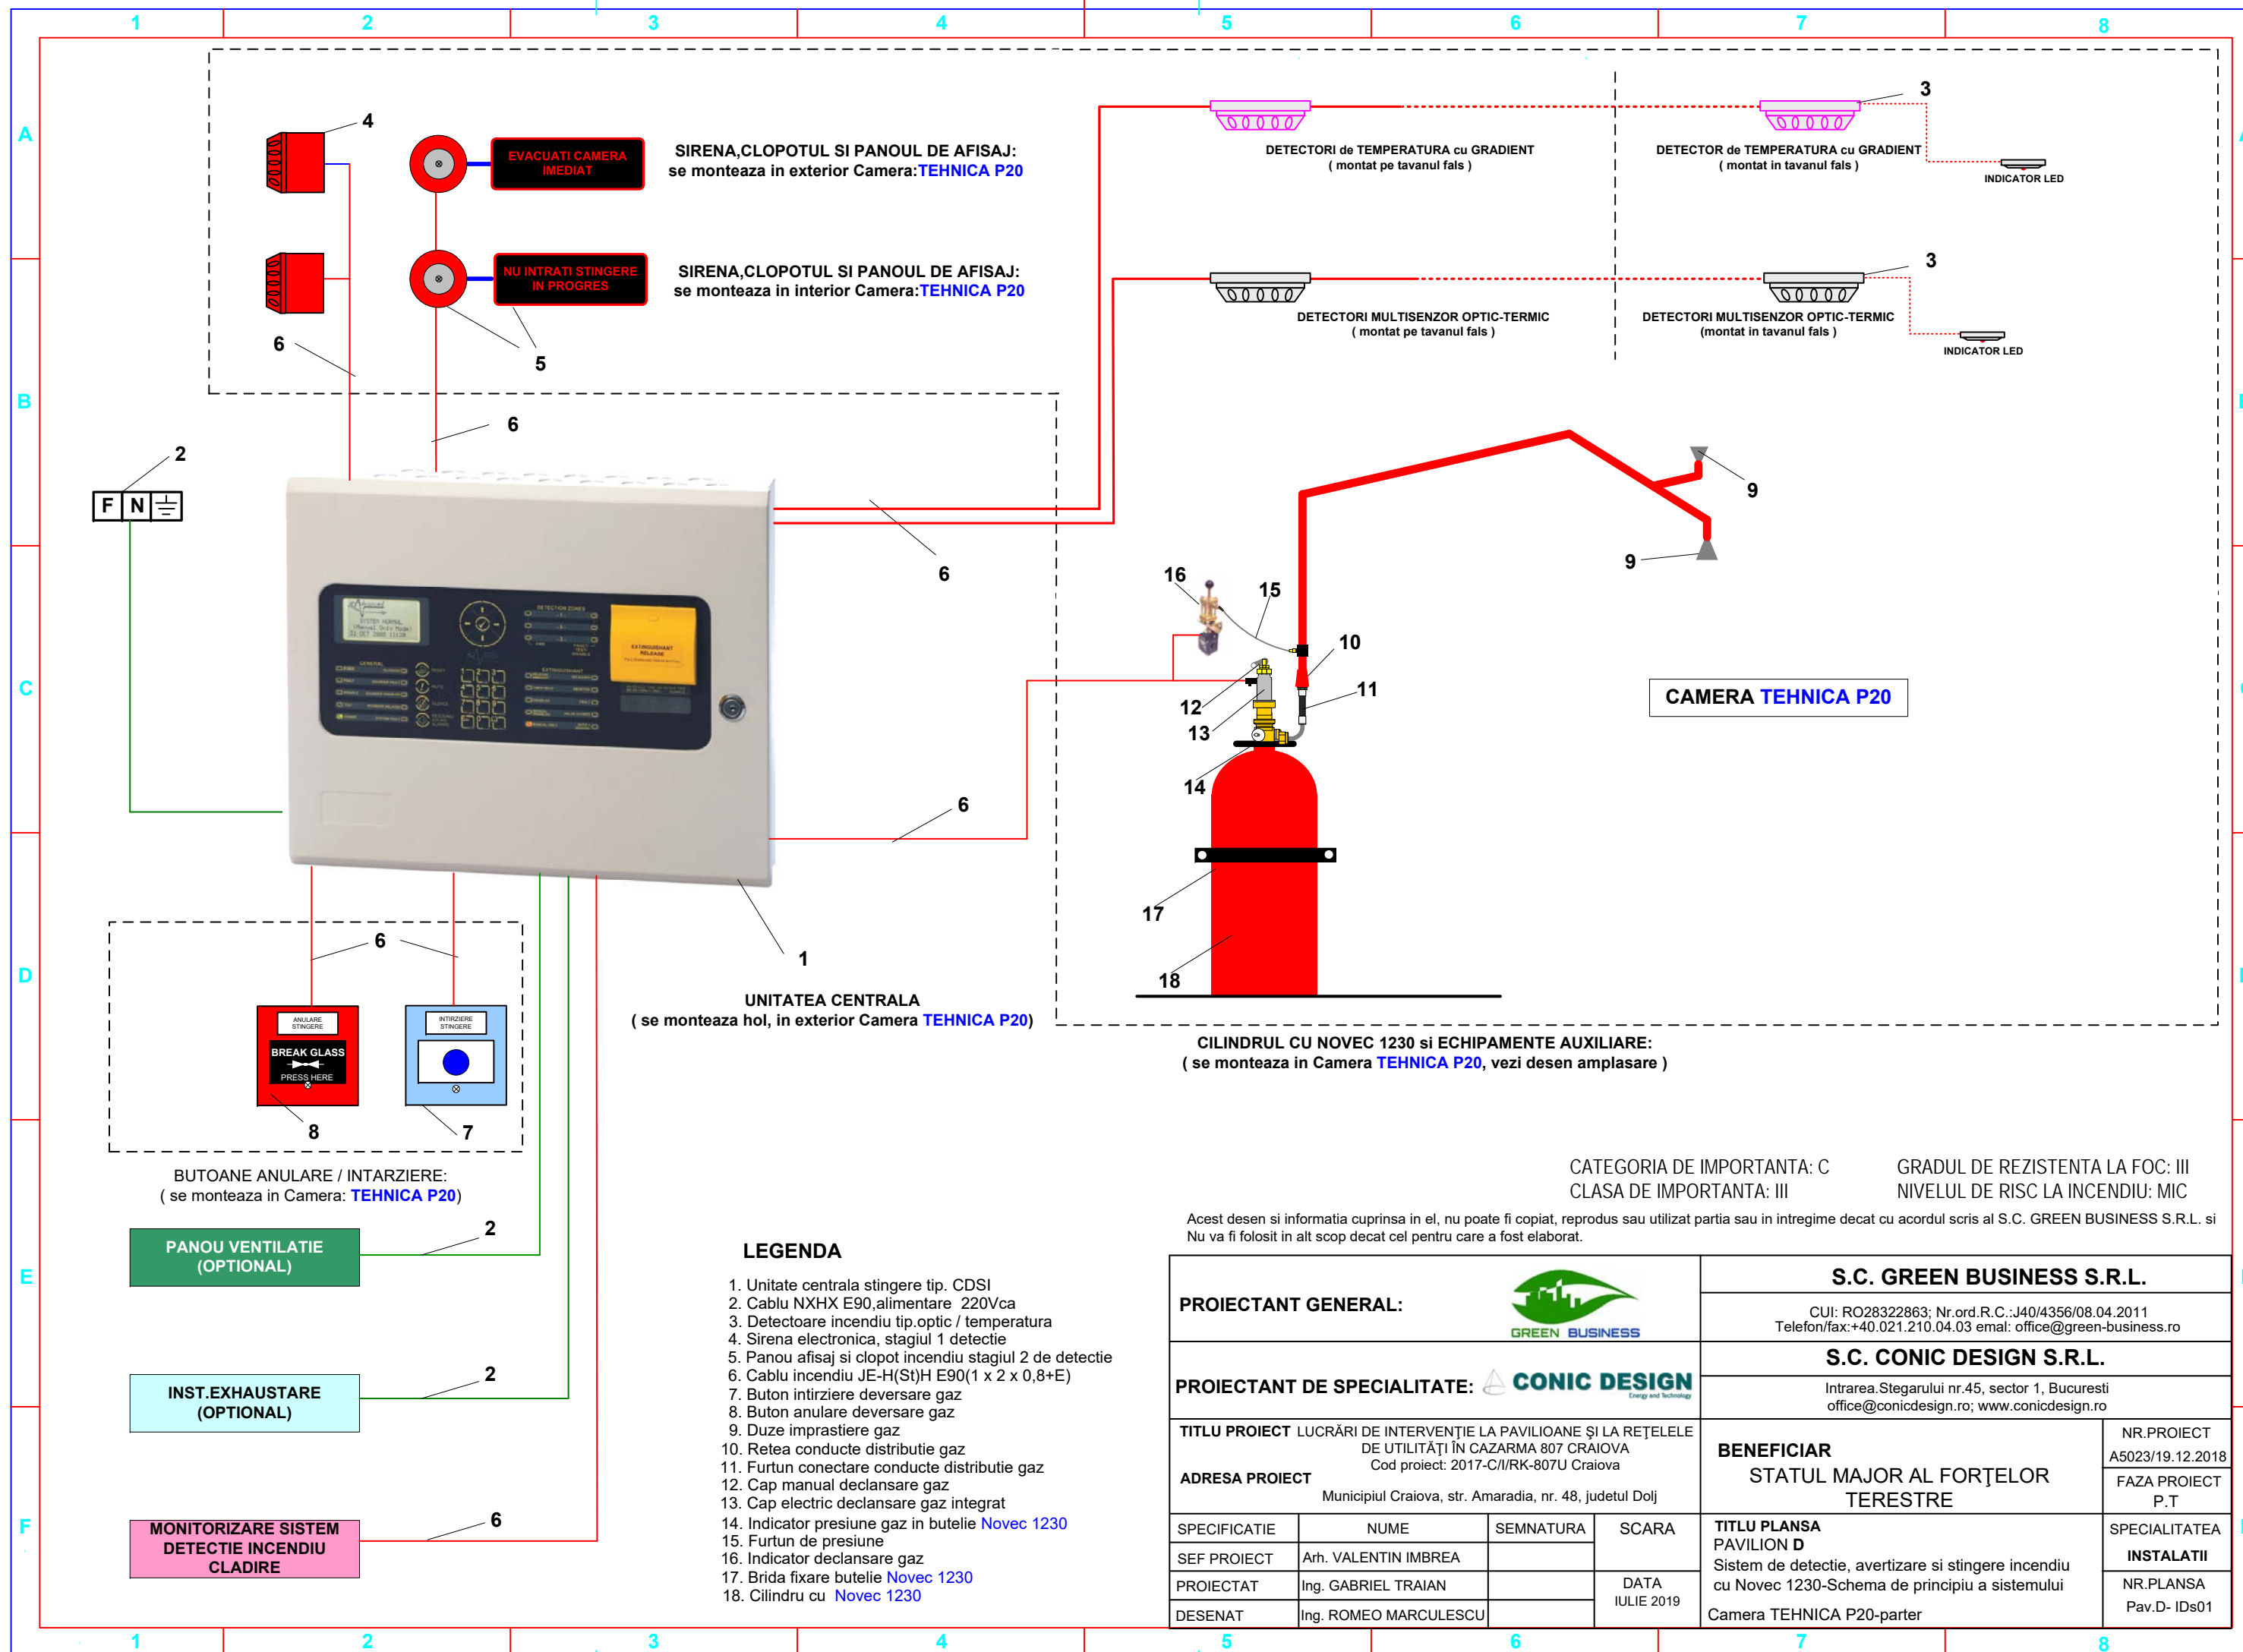 1 2 3 4 5 6 7 8
A
B
C
D
E
F
4
EVACUATI CAMERA
IMEDIAT
SIRENA,CLOPOTUL SI PANOUL DE AFISAJ:
se monteaza in exterior Camera:TEHNICA P20
NU INTRATI STINGERE
IN PROGRES
SIRENA,CLOPOTUL SI PANOUL DE AFISAJ:
se monteaza in interior Camera:TEHNICA P20
6
5
6
3
DETECTORI de TEMPERATURA cu GRADIENT
( montat pe tavanul fals )
DETECTOR de TEMPERATURA cu GRADIENT
( montat in tavanul fals )
INDICATOR LED
3
DETECTORI MULTISENZOR OPTIC-TERMIC
( montat pe tavanul fals )
DETECTORI MULTISENZOR OPTIC-TERMIC
(montat in tavanul fals )
INDICATOR LED
2
F N
6
9
9
16
15
10
11
12
13
14
17
18
CAMERA TEHNICA P20
DETECTION ZONES
EXTINGUISHANT
RELEASE
GENERAL
EXTINGUISHANT
SYSTEM NORMAL
(Manual Only Mode)
6
1
UNITATEA CENTRALA
( se monteaza hol, in exterior Camera TEHNICA P20)
CILINDRUL CU NOVEC 1230 si ECHIPAMENTE AUXILIARE:
( se monteaza in Camera TEHNICA P20, vezi desen amplasare )
6
ANULARE
STINGERE
BREAK GLASS
PRESS HERE
INTIRZIERE
STINGERE
8
7
BUTOANE ANULARE / INTARZIERE:
( se monteaza in Camera: TEHNICA P20)
PANOU VENTILATIE
(OPTIONAL)
2
INST.EXHAUSTARE
(OPTIONAL)
2
MONITORIZARE SISTEM
DETECTIE INCENDIU
CLADIRE
6
LEGENDA
1. Unitate centrala stingere tip. CDSI
2. Cablu NXHX E90,alimentare 220Vca
3. Detectoare incendiu tip.optic / temperatura
4. Sirena electronica, stagiul 1 detectie
5. Panou afisaj si clopot incendiu stagiul 2 de detectie
6. Cablu incendiu JE-H(St)H E90(1 x 2 x 0,8+E)
7. Buton intirziere deversare gaz
8. Buton anulare deversare gaz
9. Duze imprastiere gaz
10. Retea conducte distributie gaz
11. Furtun conectare conducte distributie gaz
12. Cap manual declansare gaz
13. Cap electric declansare gaz integrat
14. Indicator presiune gaz in butelie Novec 1230
15. Furtun de presiune
16. Indicator declansare gaz
17. Brida fixare butelie Novec 1230
18. Cilindru cu Novec 1230
CATEGORIA DE IMPORTANTA: C
CLASA DE IMPORTANTA: III
GRADUL DE REZISTENTA LA FOC: III
NIVELUL DE RISC LA INCENDIU: MIC
Acest desen si informatia cuprinsa in el, nu poate fi copiat, reprodus sau utilizat partia sau in intregime decat cu acordul scris al S.C. GREEN BUSINESS S.R.L. si
Nu va fi folosit in alt scop decat cel pentru care a fost elaborat.
PROIECTANT GENERAL:
GREEN BUSINESS
S.C. GREEN BUSINESS S.R.L.
CUI: RO28322863; Nr.ord.R.C.:J40/4356/08.04.2011
Telefon/fax:+40.021.210.04.03 emal: office@green-business.ro
PROIECTANT DE SPECIALITATE:
CONIC DESIGN
Energy and Technology
S.C. CONIC DESIGN S.R.L.
Intrarea.Stegarului nr.45, sector 1, Bucuresti
office@conicdesign.ro; www.conicdesign.ro
TITLU PROIECT LUCRĂRI DE INTERVENŢIE LA PAVILIOANE ŞI LA REŢELELE
DE UTILITĂŢI ÎN CAZARMA 807 CRAIOVA
Cod proiect: 2017-C/I/RK-807U Craiova
ADRESA PROIECT
Municipiul Craiova, str. Amaradia, nr. 48, judetul Dolj
BENEFICIAR
STATUL MAJOR AL FORŢELOR
TERESTRE
NR.PROIECT
A5023/19.12.2018
FAZA PROIECT
P.T
SPECIFICATIE NUME SEMNATURA SCARA
SEF PROIECT Arh. VALENTIN IMBREA
PROIECTAT Ing. GABRIEL TRAIAN
DESENAT Ing. ROMEO MARCULESCU
DATA
IULIE 2019
TITLU PLANSA
PAVILION D
Sistem de detectie, avertizare si stingere incendiu
cu Novec 1230-Schema de principiu a sistemului
Camera TEHNICA P20-parter
SPECIALITATEA
INSTALATII
NR.PLANSA
Pav.D- IDs01
1 2 3 4 5 6 7 8